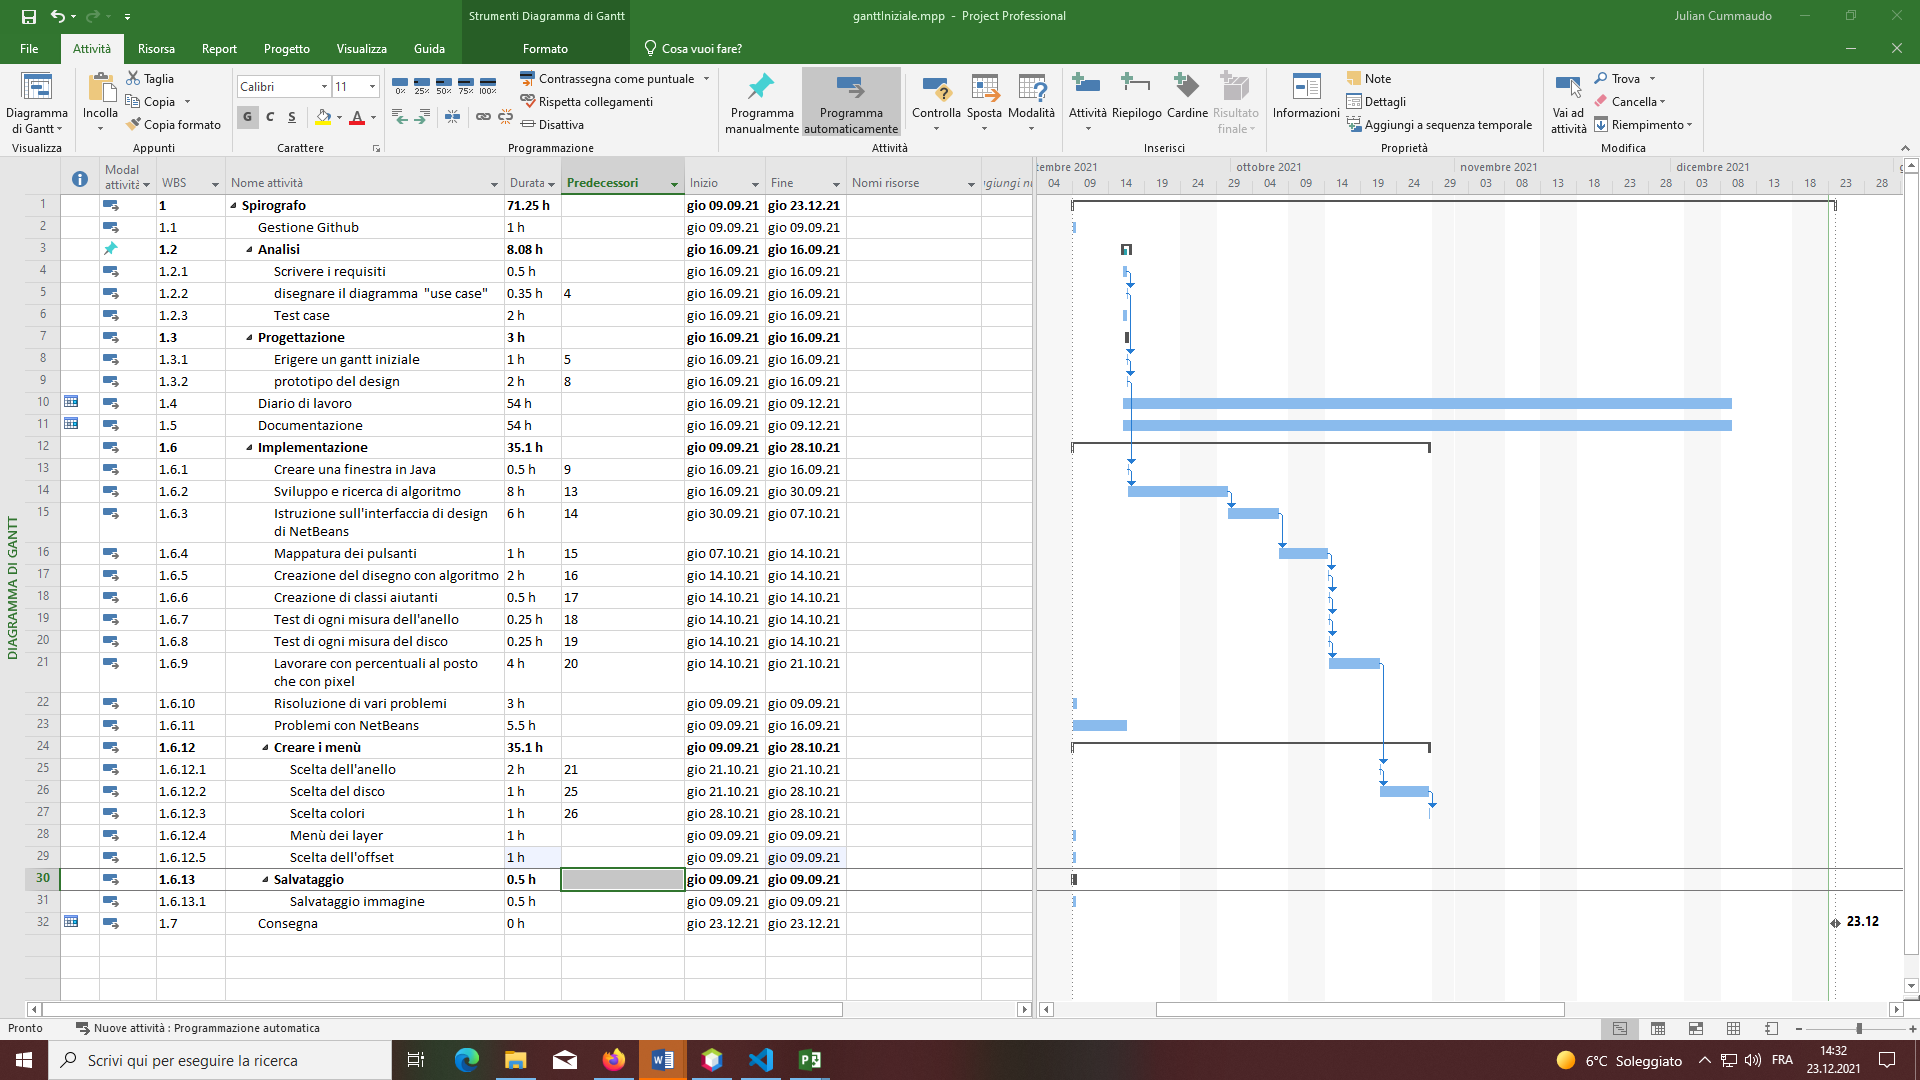 Strumenti Diagramma di Gantt
ganttIniziale.mpp - Project Professional
Julian Cummaudo
File Attività Risorsa Report Progetto Visualizza Guida Formato Cosa vuoi fare?
Diagramma di Gantt
Visualizza
Incolla
Taglia
Copia
Copia formato
Appunti
Calibri 11
G C S A
Carattere
0% 25% 50% 75% 100%
Contrassegna come puntuale
Rispetta collegamenti
Disattiva
Programmazione
Programma manualmente
Programma automaticamente
Controlla
Sposta
Modalità
Attività
Attività
Riepilogo
Cardine
Risultato finale
Inserisci
Informazioni
Note
Dettagli
Aggiungi a sequenza temporale
Proprietà
Vai ad attività
Trova
Cancella
Riempimento
Modifica
Modal attività WBS Nome attività Durata Predecessori Inizio Fine Nomi risorse
1 1 Spirografo 71.25 h gio 09.09.21 gio 23.12.21
2 1.1 Gestione Github 1 h gio 09.09.21 gio 09.09.21
3 1.2 Analisi 8.08 h gio 16.09.21 gio 16.09.21
4 1.2.1 Scrivere i requisiti 0.5 h gio 16.09.21 gio 16.09.21
5 1.2.2 disegnare il diagramma "use case" 0.35 h 4 gio 16.09.21 gio 16.09.21
6 1.2.3 Test case 2 h gio 16.09.21 gio 16.09.21
7 1.3 Progettazione 3 h gio 16.09.21 gio 16.09.21
8 1.3.1 Erigere un gantt iniziale 1 h 5 gio 16.09.21 gio 16.09.21
9 1.3.2 prototipo del design 2 h 8 gio 16.09.21 gio 16.09.21
10 1.4 Diario di lavoro 54 h gio 16.09.21 gio 09.12.21
11 1.5 Documentazione 54 h gio 16.09.21 gio 09.12.21
12 1.6 Implementazione 35.1 h gio 09.09.21 gio 28.10.21
13 1.6.1 Creare una finestra in Java 0.5 h 9 gio 16.09.21 gio 16.09.21
14 1.6.2 Sviluppo e ricerca di algoritmo 8 h 13 gio 16.09.21 gio 30.09.21
15 1.6.3 Istruzione sull'interfaccia di design 6 h 14 gio 30.09.21 gio 07.10.21
di NetBeans
16 1.6.4 Mappatura dei pulsanti 1 h 15 gio 07.10.21 gio 14.10.21
17 1.6.5 Creazione del disegno con algoritmo 2 h 16 gio 14.10.21 gio 14.10.21
18 1.6.6 Creazione di classi aiutanti 0.5 h 17 gio 14.10.21 gio 14.10.21
19 1.6.7 Test di ogni misura dell'anello 0.25 h 18 gio 14.10.21 gio 14.10.21
20 1.6.8 Test di ogni misura del disco 0.25 h 19 gio 14.10.21 gio 14.10.21
21 1.6.9 Lavorare con percentuali al posto 4 h 20 gio 14.10.21 gio 21.10.21
che con pixel
22 1.6.10 Risoluzione di vari problemi 3 h gio 09.09.21 gio 09.09.21
23 1.6.11 Problemi con NetBeans 5.5 h gio 09.09.21 gio 16.09.21
24 1.6.12 Creare i menù 35.1 h gio 09.09.21 gio 28.10.21
25 1.6.12.1 Scelta dell'anello 2 h 21 gio 21.10.21 gio 21.10.21
26 1.6.12.2 Scelta del disco 1 h 25 gio 21.10.21 gio 28.10.21
27 1.6.12.3 Scelta colori 1 h 26 gio 28.10.21 gio 28.10.21
28 1.6.12.4 Menù dei layer 1 h gio 09.09.21 gio 09.09.21
29 1.6.12.5 Scelta dell'offset 1 h gio 09.09.21 gio 09.09.21
30 1.6.13 Salvataggio 0.5 h gio 09.09.21 gio 09.09.21
31 1.6.13.1 Salvataggio immagine 0.5 h gio 09.09.21 gio 09.09.21
32 1.7 Consegna 0 h gio 23.12.21 gio 23.12.21
DIAGRAMMA DI GANTT
tembre 2021 ottobre 2021 novembre 2021 dicembre 2021
04 09 14 19 24 29 04 09 14 19 24 29 03 08 13 18 23 28 03 08 13 18 23 28
23.12
Pronto Nuove attività : Programmazione automatica
Scrivi qui per eseguire la ricerca
6°C Soleggiato FRA 14:32
23.12.2021